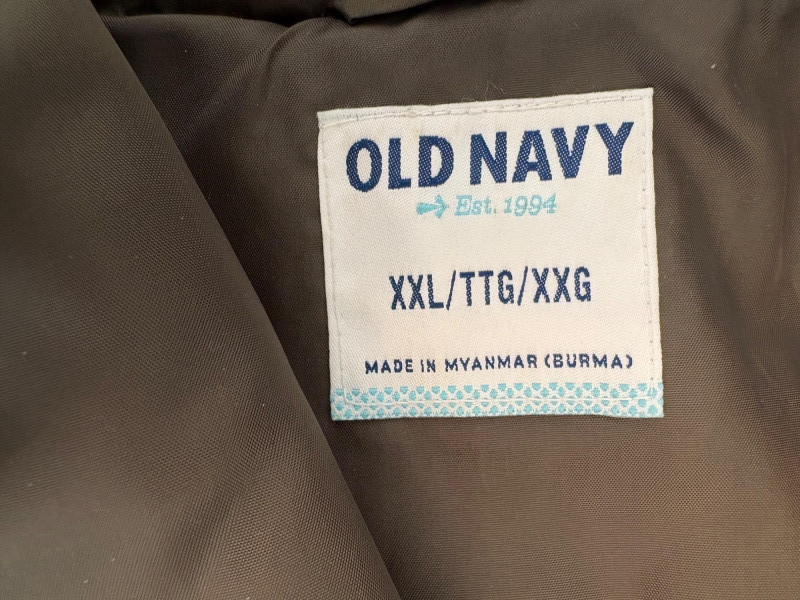 OLD NAVY
Est. 1994
XXL/TTG/XXG
MADE IN MYANMAR (BURMA)